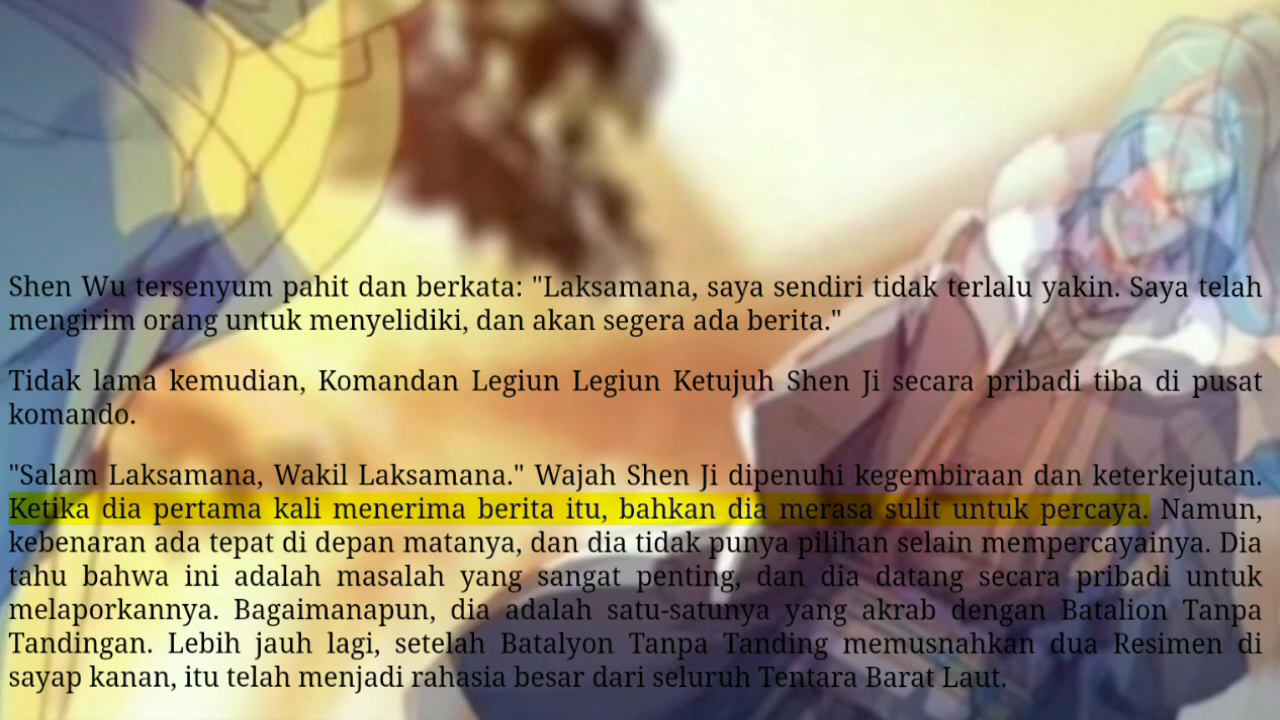 Shen Wu tersenyum pahit dan berkata: "Laksamana, saya sendiri tidak terlalu yakin. Saya telah
mengirim orang untuk menyelidiki, dan akan segera ada berita."
Tidak lama kemudian, Komandan Legiun Legiun Ketujuh Shen Ji secara pribadi tiba di pusat
komando.
"Salam Laksamana, Wakil Laksamana." Wajah Shen Ji dipenuhi kegembiraan dan keterkejutan.
Ketika dia pertama kali menerima berita itu, bahkan dia merasa sulit untuk percaya. Namun,
kebenaran ada tepat di depan matanya, dan dia tidak punya pilihan selain mempercayainya. Dia
tahu bahwa ini adalah masalah yang sangat penting, dan dia datang secara pribadi untuk
melaporkannya. Bagaimanapun, dia adalah satu-satunya yang akrab dengan Batalion Tanpa
Tandingan. Lebih jauh lagi, setelah Batalyon Tanpa Tanding memusnahkan dua Resimen di
sayap kanan, itu telah menjadi rahasia besar dari seluruh Tentara Barat Laut.